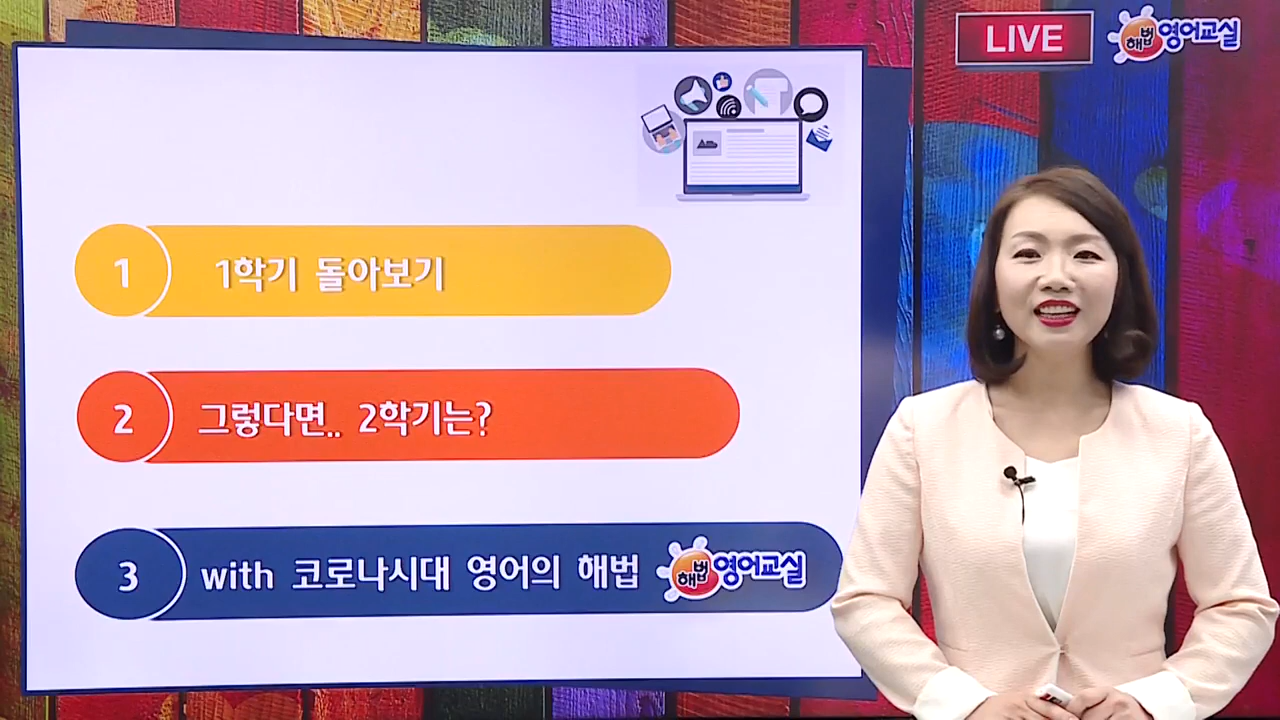 LIVE
해법영어교실
1 1학기 돌아보기
2 그렇다면.. 2학기는?
3 with 코로나시대 영어의 해법 해법영어교실